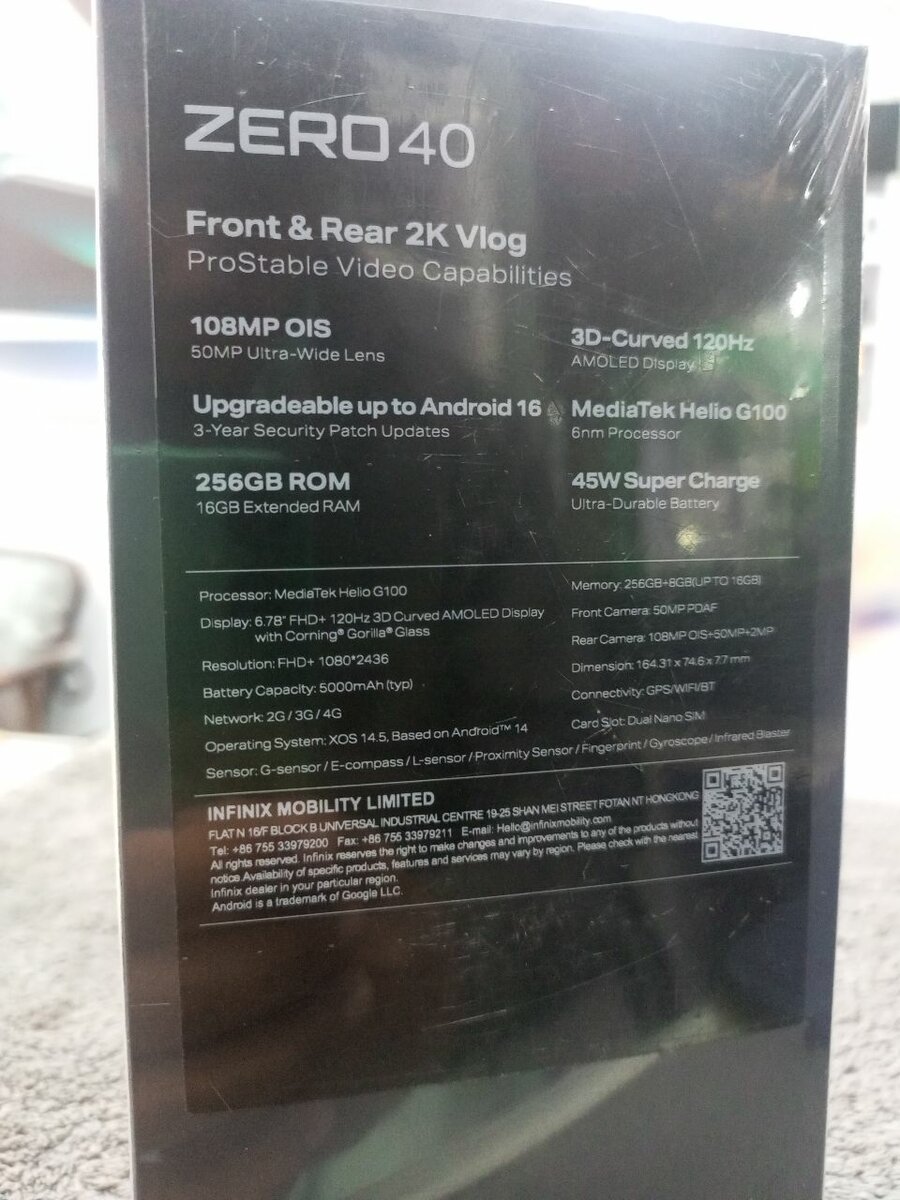 ZERO 40
Front & Rear 2K Vlog
ProStable Video Capabilities
108MP OIS
50MP Ultra-Wide Lens
3D-Curved 120Hz
AMOLED Display
Upgradeable up to Android 16
3-Year Security Patch Updates
MediaTek Helio G100
6nm Processor
256GB ROM
16GB Extended RAM
45W Super Charge
Ultra-Durable Battery
Processor: MediaTek Helio G100
Display: 6.78" FHD+ 120Hz 3D Curved AMOLED Display
with Corning® Gorilla® Glass
Resolution: FHD+ 1080*2436
Battery Capacity: 5000mAh (typ)
Network: 2G / 3G / 4G
Operating System: XOS 14.5, Based on Android™ 14
Memory: 256GB+8GB(UP TO 16GB)
Front Camera: 50MP PDAF
Rear Camera: 108MP OIS+50MP+2MP
Dimension: 164.31 x 74.6 x 7.7 mm
Connectivity: GPS/WIFI/BT
Card Slot: Dual Nano SIM
Sensor: G-sensor / E-compass / L-sensor / Proximity Sensor / Fingerprint / Gyroscope / Infrared Blaster
INFINIX MOBILITY LIMITED
FLAT N 16/F BLOCK B UNIVERSAL INDUSTRIAL CENTRE 19-25 SHAN MEI STREET FOTAN NT HONGKONG
Tel: +86 755 33979200 Fax: +86 755 33979211 E-mail: Hello@infinixmobility.com
All rights reserved. Infinix reserves the right to make changes and improvements to any of the products without
notice.Availability of specific products, features and services may vary by region. Please check with the nearest
Infinix dealer in your particular region.
Android is a trademark of Google LLC.